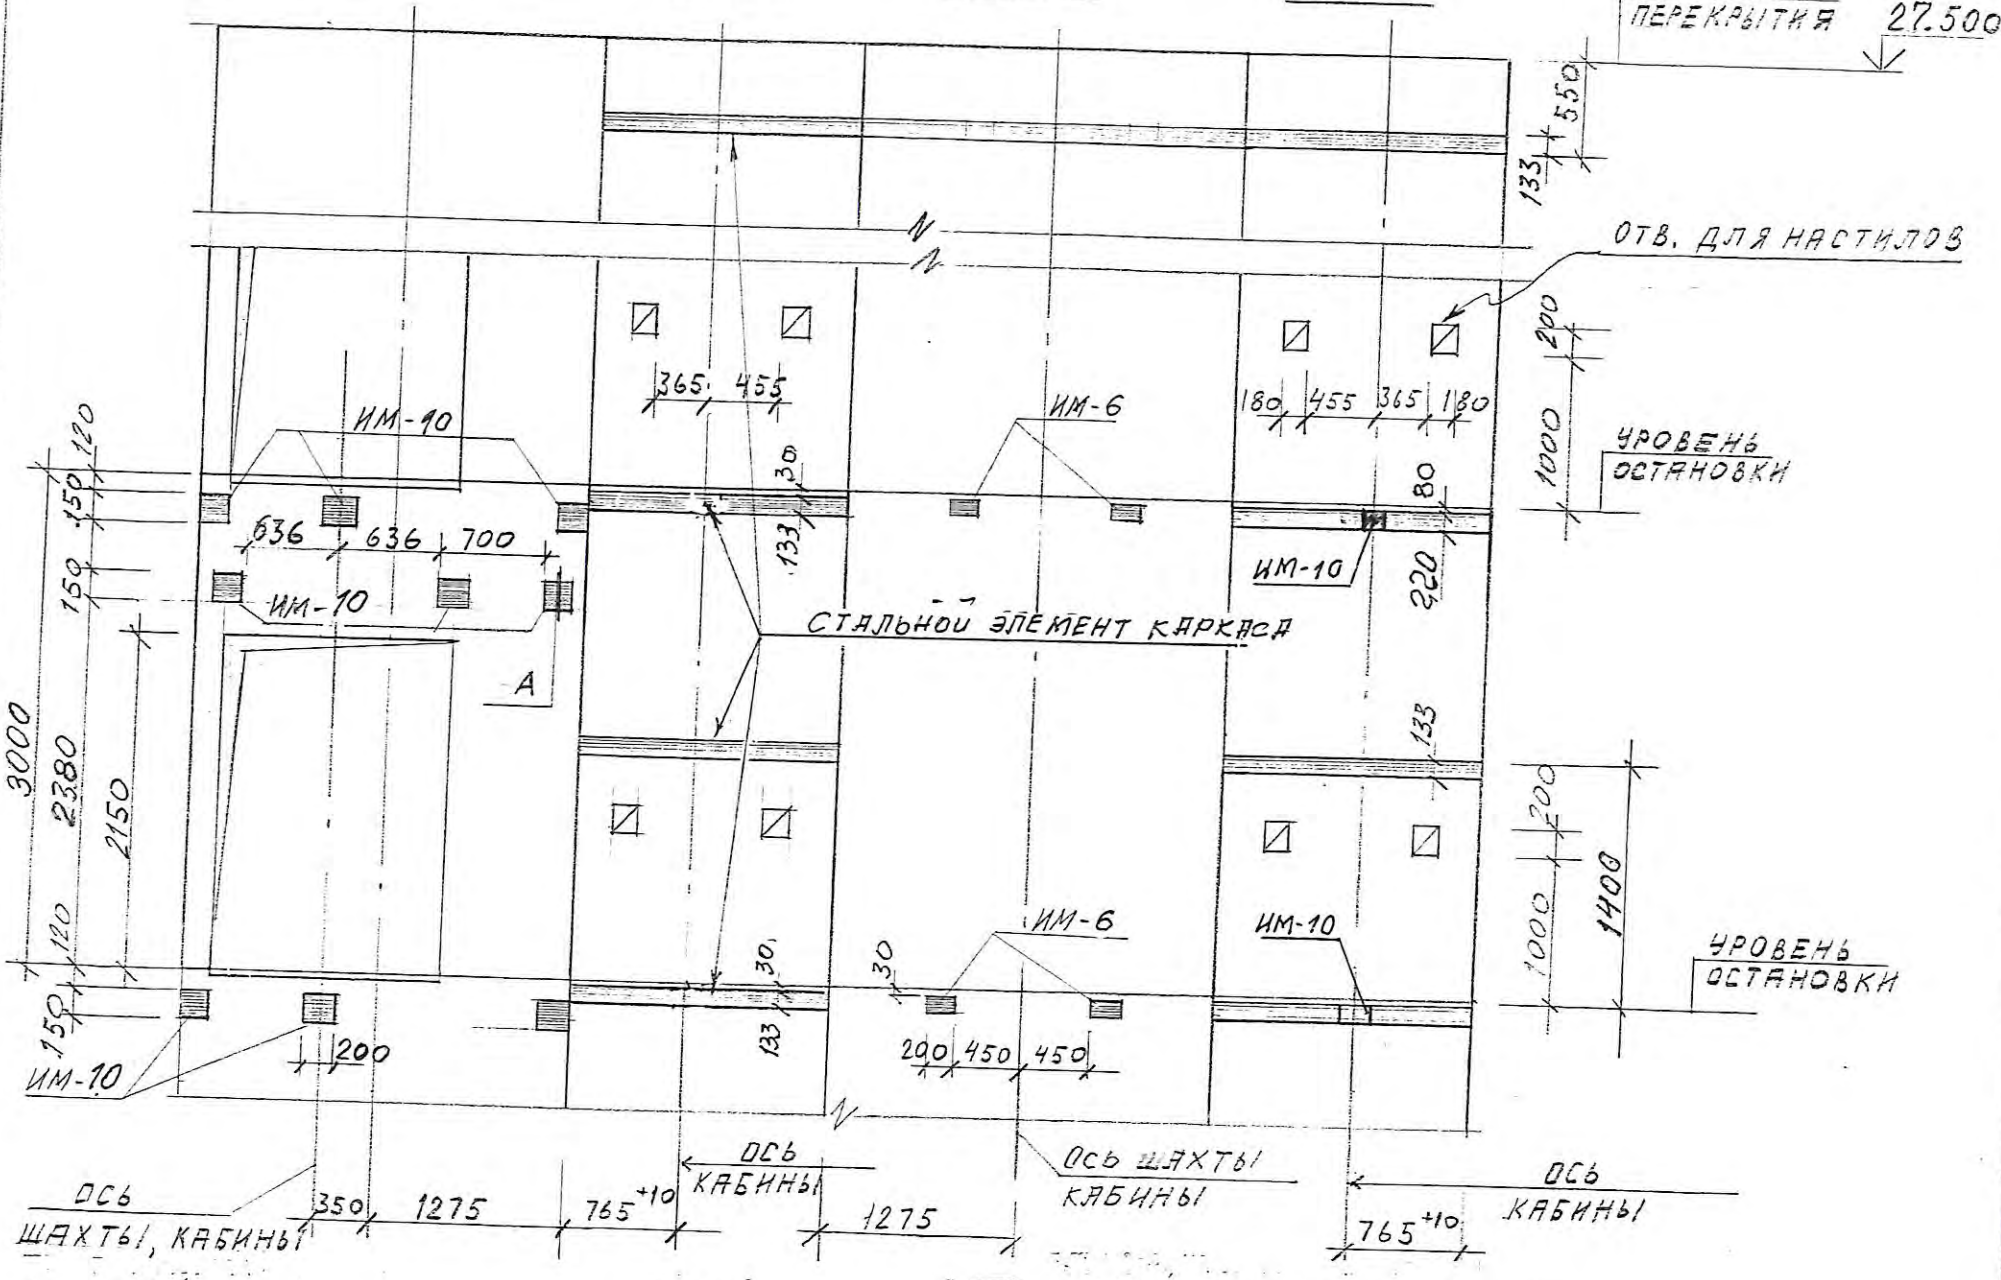 ПЕРЕКРЫТИЯ 27.500
550
133
ОТВ. ДЛЯ НАСТИЛОВ
200
365 455
180 455 365 180
ИМ-10
ИМ-6
120
150
1000
УРОВЕНЬ
ОСТАНОВКИ
30
80
636 636 700
133
ИМ-10
220
150
ИМ-10
СТАЛЬНОЙ ЭЛЕМЕНТ КАРКАСА
А
3000
2380
2150
133
200
1400
1000
120
150
ИМ-6
ИМ-10
30
30
УРОВЕНЬ
ОСТАНОВКИ
133
200
200 450 450
ИМ-10
ОСЬ
КАБИНЫ
ОСЬ ШАХТЫ
КАБИНЫ
ОСЬ
КАБИНЫ
ОСЬ
ШАХТЫ, КАБИНЫ
350 1275 765+10 1275 765+10